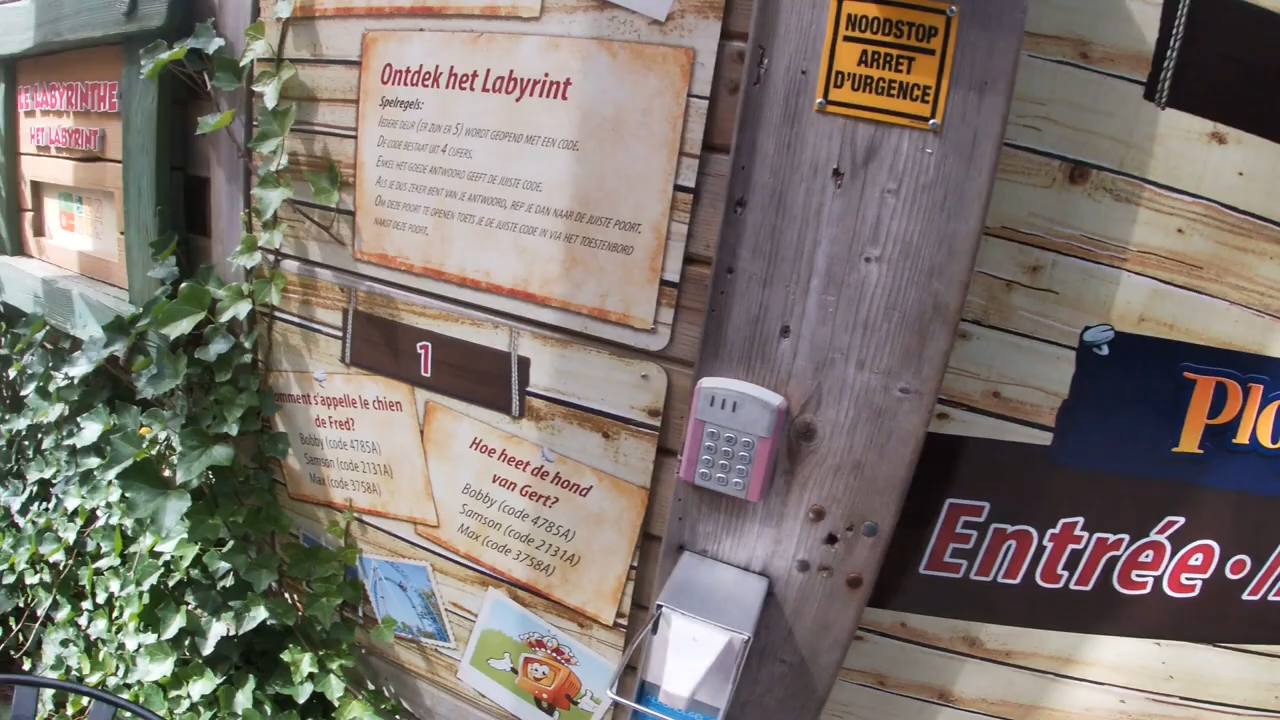 LE LABYRINTHE
HET LABYRINT
Ontdek het Labyrint
Spelregels:
Iedere deur (er zijn er 5) wordt geopend met een code.
De code bestaat uit 4 cijfers.
Enkel het goede antwoord geeft de juiste code.
Als je dus zeker bent van je antwoord, rep je dan naar de juiste poort.
Om deze poort te openen toets je de juiste code in via het toestenbord
naast deze poort.
NOODSTOP
ARRET
D'URGENCE
1
omment s'appelle le chien
de Fred?
Bobby (code 4785A)
Samson (code 2131A)
Max (code 3758A)
Hoe heet de hond
van Gert?
Bobby (code 4785A)
Samson (code 2131A)
Max (code 3758A)
Plo
Entrée•